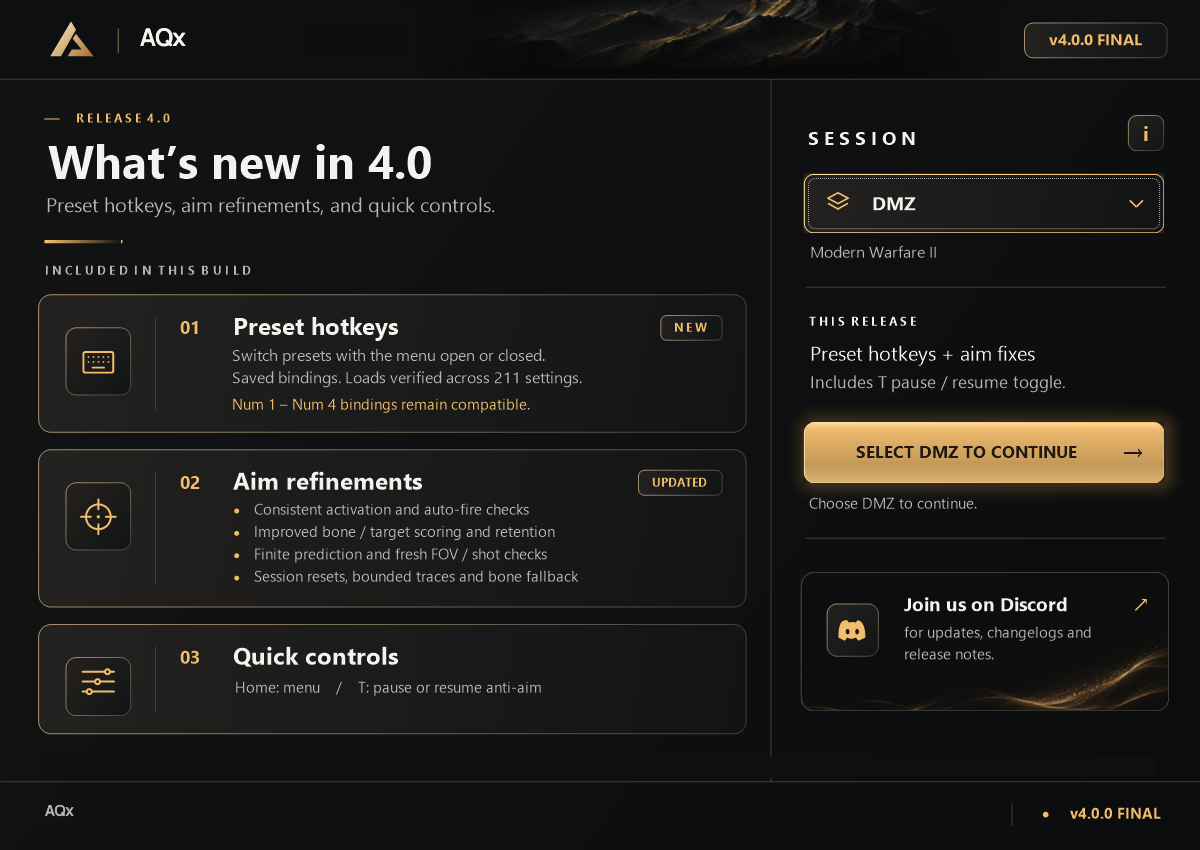 AQx
v4.0.0 FINAL
RELEASE 4.0
What's new in 4.0
Preset hotkeys, aim refinements, and quick controls.
INCLUDED IN THIS BUILD
01 Preset hotkeys NEW
Switch presets with the menu open or closed.
Saved bindings. Loads verified across 211 settings.
Num 1 – Num 4 bindings remain compatible.
02 Aim refinements UPDATED
• Consistent activation and auto-fire checks
• Improved bone / target scoring and retention
• Finite prediction and fresh FOV / shot checks
• Session resets, bounded traces and bone fallback
03 Quick controls
Home: menu / T: pause or resume anti-aim
SESSION
i
DMZ
Modern Warfare II
THIS RELEASE
Preset hotkeys + aim fixes
Includes T pause / resume toggle.
SELECT DMZ TO CONTINUE →
Choose DMZ to continue.
Join us on Discord ↗
for updates, changelogs and
release notes.
AQx
• v4.0.0 FINAL